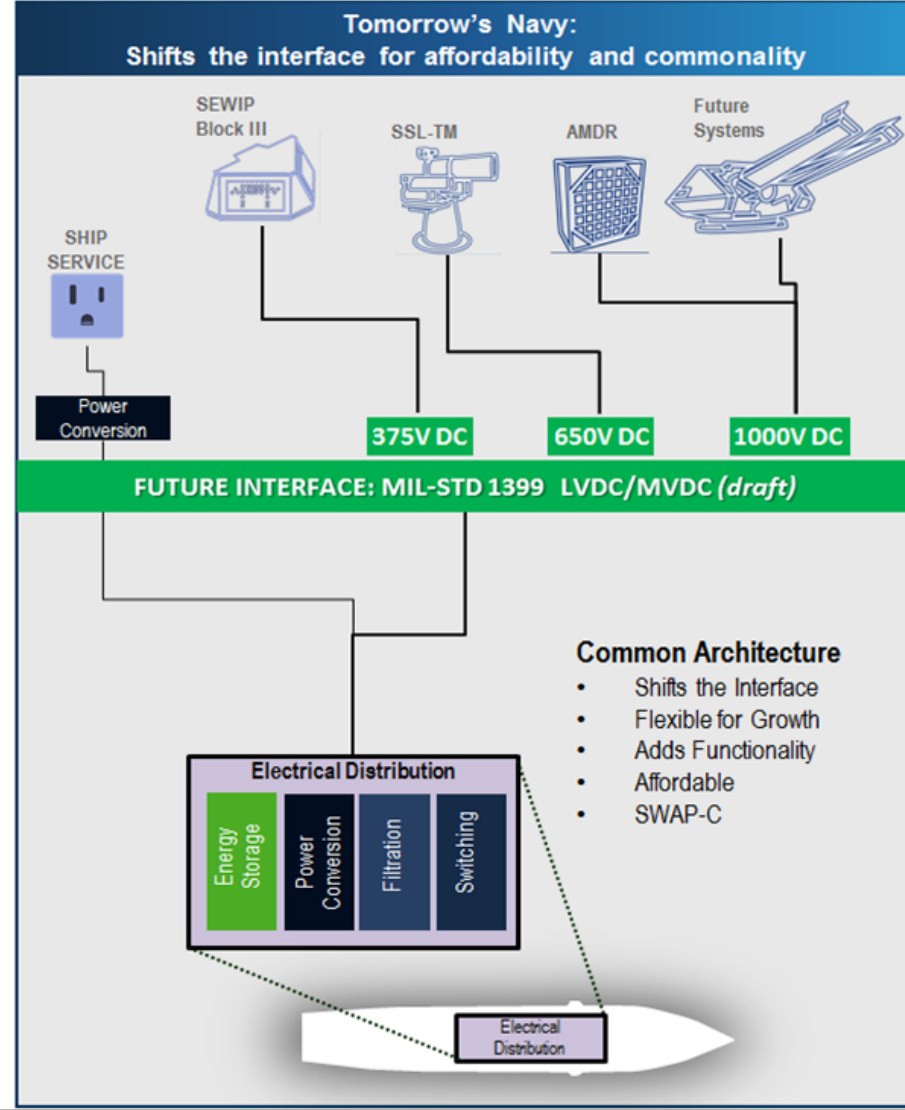 Tomorrow's Navy:
Shifts the interface for affordability and commonality
SEWIP
Block III
SSL-TM
AMDR
Future
Systems
SHIP
SERVICE
Power
Conversion
375V DC
650V DC
1000V DC
FUTURE INTERFACE: MIL-STD 1399 LVDC/MVDC (draft)
Common Architecture
• Shifts the Interface
• Flexible for Growth
• Adds Functionality
• Affordable
• SWAP-C
Electrical Distribution
Energy
Storage
Power
Conversion
Filtration
Switching
Electrical
Distribution